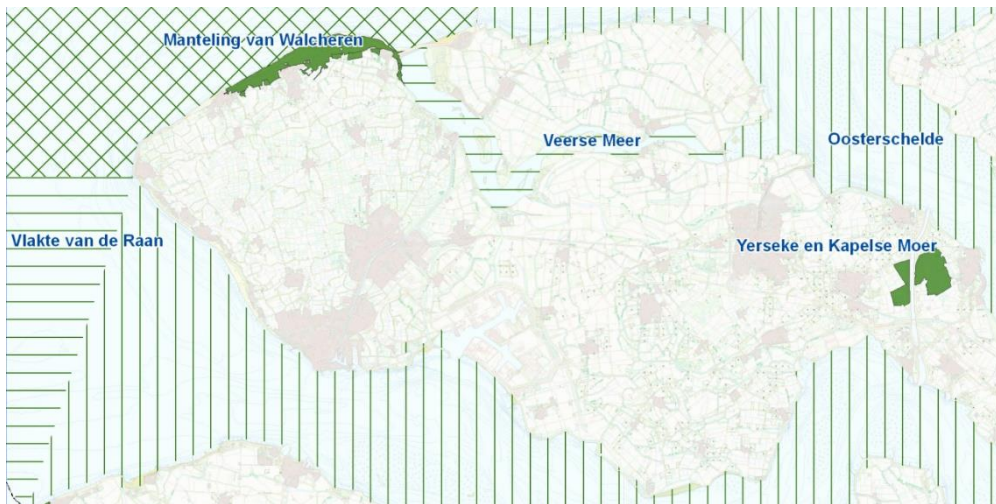 Manteling van Walcheren
Veerse Meer
Oosterschelde
Vlakte van de Raan
Yerseke en Kapelse Moer